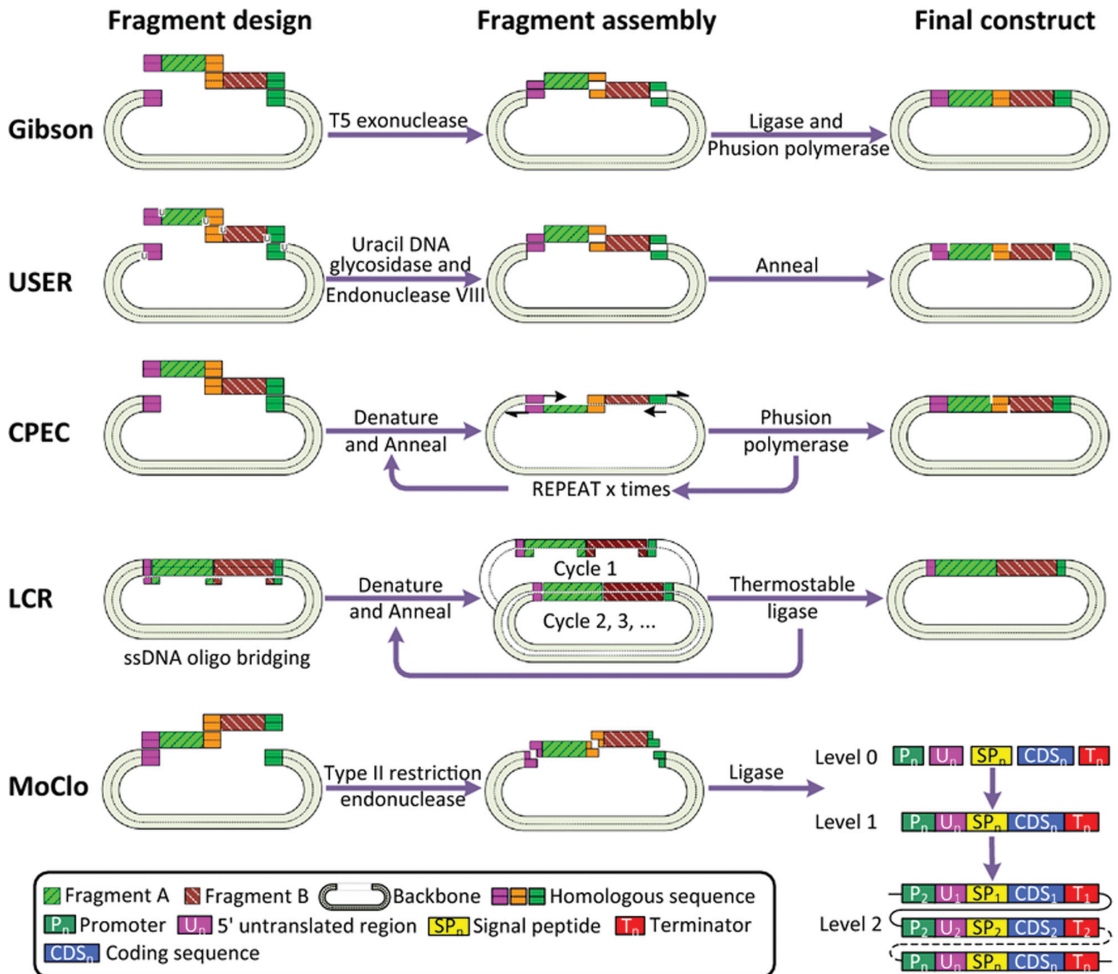 Fragment design Fragment assembly Final construct
Gibson
T5 exonuclease
Ligase and
Phusion polymerase
U U U U U U
USER
Uracil DNA
glycosidase and
Endonuclease VIII
Anneal
CPEC
Denature
and Anneal
Phusion
polymerase
REPEAT x times
LCR
ssDNA oligo bridging
Denature
and Anneal
Cycle 1
Cycle 2, 3, ...
Thermostable
ligase
MoClo
Type II restriction
endonuclease
Ligase
Level 0 Pn Un SPn CDSn Tn
Level 1 Pn Un SPn CDSn Tn
P2 U1 SP1 CDS1 T1
Level 2 P2 U2 SP2 CDS2 T2
Pn Un SPn CDSn Tn
Fragment A Fragment B Backbone Homologous sequence
Pn Promoter Un 5' untranslated region SPn Signal peptide Tn Terminator
CDSn Coding sequence